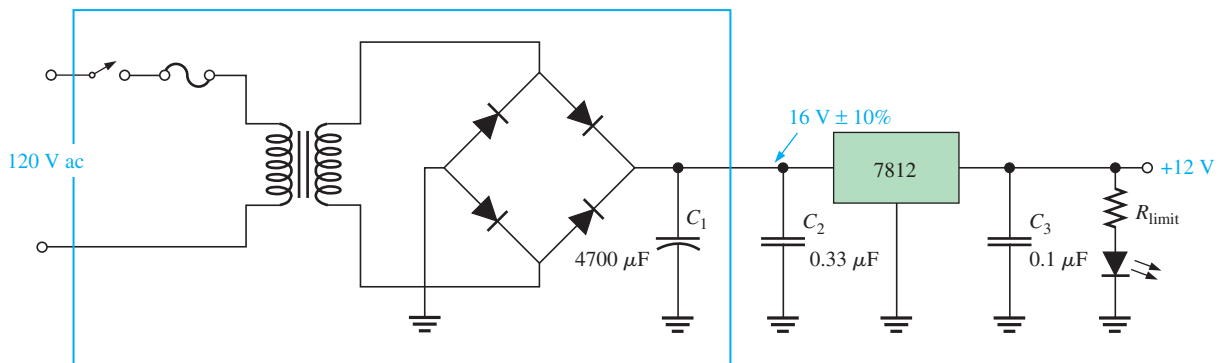 16 V ± 10%
120 V ac
7812
+12 V
C1
4700 μF
C2
0.33 μF
C3
0.1 μF
Rlimit